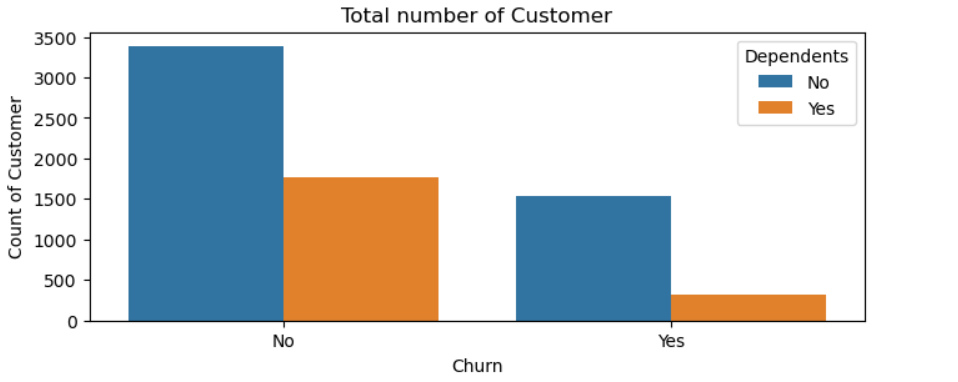 Total number of Customer
Count of Customer
3500
3000
2500
2000
1500
1000
500
0
Dependents
No
Yes
No
Yes
Churn